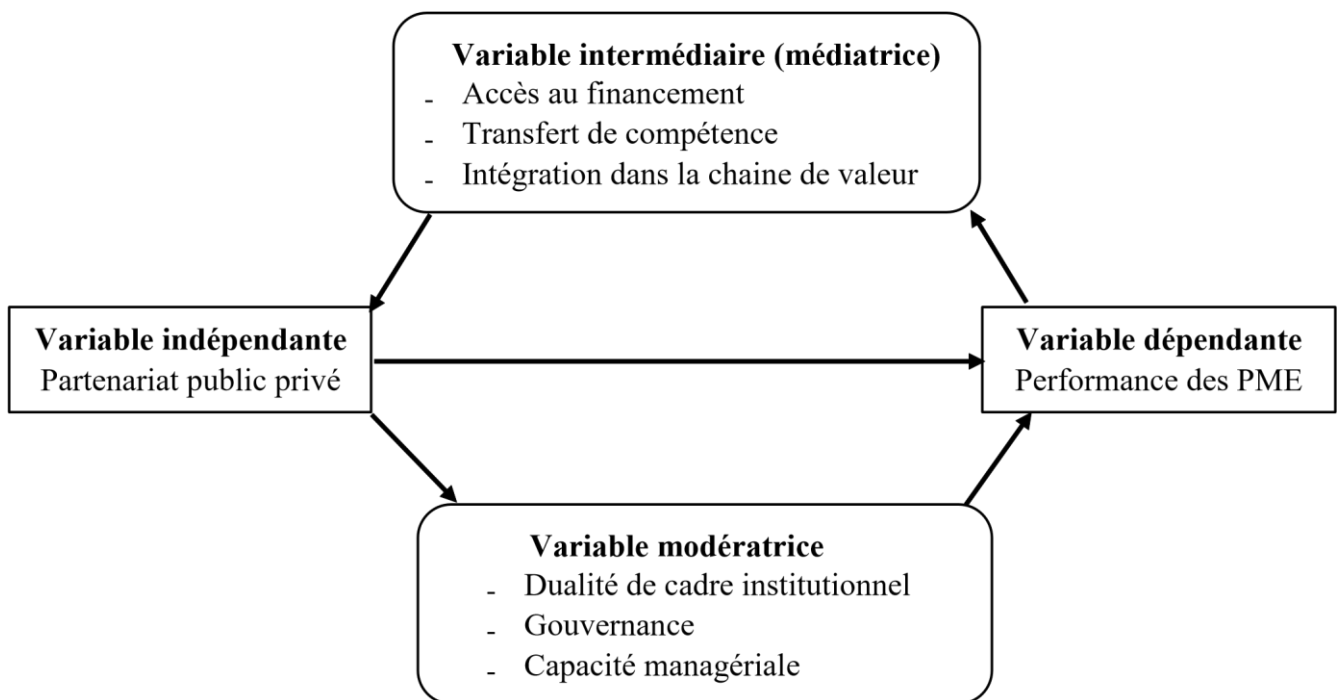 Variable intermédiaire (médiatrice)
- Accès au financement
- Transfert de compétence
- Intégration dans la chaine de valeur
Variable indépendante
Partenariat public privé
Variable dépendante
Performance des PME
Variable modératrice
- Dualité de cadre institutionnel
- Gouvernance
- Capacité managériale